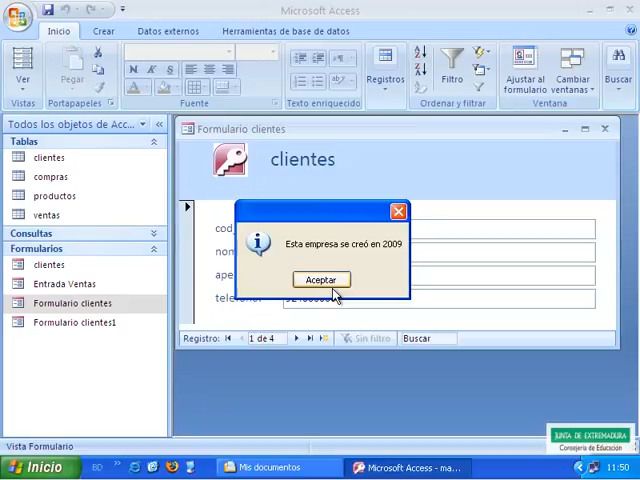 Microsoft Access
Inicio
Crear
Datos externos
Herramientas de base de datos
Ver
Pegar
N K S
Registros
Filtro
Ajustar al formulario
Cambiar ventanas
Buscar
Vistas
Portapapeles
Fuente
Texto enriquecido
Ordenar y filtrar
Ventana
Todos los objetos de Acc...
Tablas
clientes
compras
productos
ventas
Consultas
Formularios
clientes
Entrada Ventas
Formulario clientes
Formulario clientes1
Formulario clientes
clientes
cod
nom
ape
Esta empresa se creó en 2009
Aceptar
Registro:
1 de 4
Sin filtro
Buscar
JUNTA DE EXTREMADURA
Consejería de Educación
Vista Formulario
Inicio
BD
Mis documentos
Microsoft Access - ma...
11:50